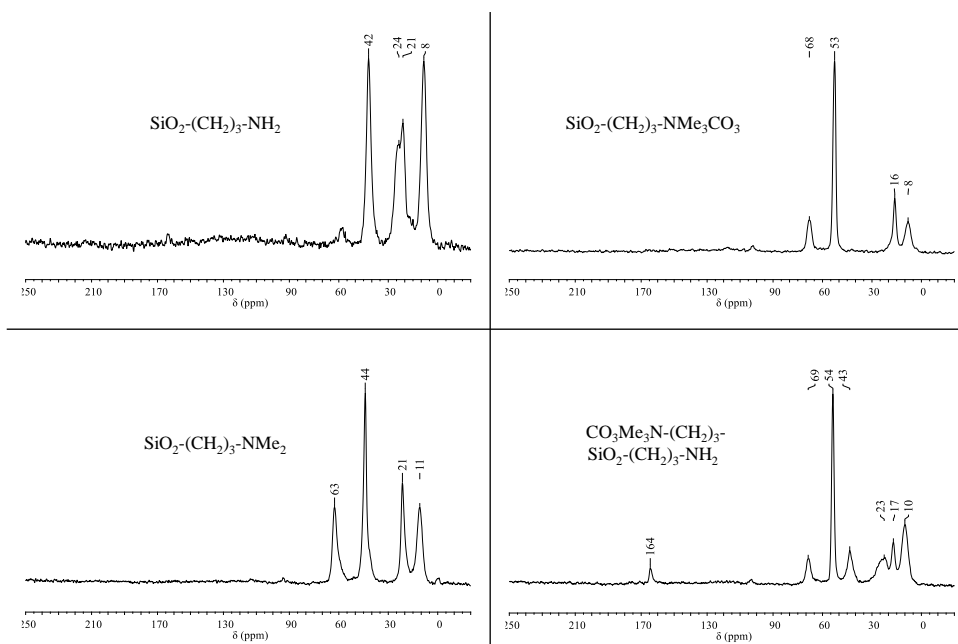 42
24
21
8
SiO₂-(CH₂)₃-NH₂
250 210 170 130 90 60 30 0
δ (ppm)
68
53
16
8
SiO₂-(CH₂)₃-NMe₃CO₃
250 210 170 130 90 60 30 0
δ (ppm)
63
44
21
11
SiO₂-(CH₂)₃-NMe₂
250 210 170 130 90 60 30 0
δ (ppm)
164
69
54
43
23
17
10
CO₃Me₃N-(CH₂)₃-
SiO₂-(CH₂)₃-NH₂
250 210 170 130 90 60 30 0
δ (ppm)